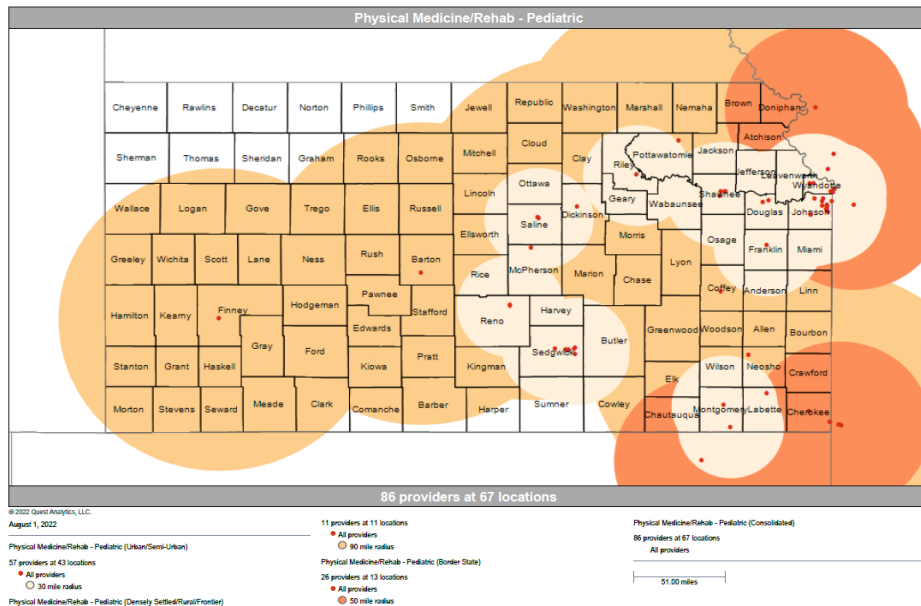 Physical Medicine/Rehab - Pediatric
Cheyenne Rawlins Decatur Norton Phillips Smith Jewell Republic Washington Marshall Nemaha Brown Doniphan
Atchison
Sherman Thomas Sheridan Graham Rooks Osborne Mitchell Cloud Clay Riley Pottawatomie Jackson Jefferson Leavenworth
Wyandotte
Ottawa Shawnee
Wallace Logan Gove Trego Ellis Russell Lincoln Saline Dickinson Geary Wabaunsee Douglas Johnson
Ellsworth Morris Osage Franklin Miami
Greeley Wichita Scott Lane Ness Rush Barton Rice McPherson Marion Chase Lyon
Pawnee Coffey Anderson Linn
Hamilton Kearny Finney Hodgeman Stafford Reno Harvey
Edwards Greenwood Woodson Allen Bourbon
Gray Ford Butler
Stanton Grant Haskell Kiowa Pratt Kingman Sedgwick Wilson Neosho Crawford
Elk
Morton Stevens Seward Meade Clark Comanche Barber Harper Sumner Cowley Chautauqua Montgomery Labette Cherokee
86 providers at 67 locations
© 2022 Quest Analytics, LLC.
August 1, 2022
Physical Medicine/Rehab - Pediatric (Urban/Semi-Urban)
57 providers at 43 locations
All providers
30 mile radius
Physical Medicine/Rehab - Pediatric (Densely Settled/Rural/Frontier)
11 providers at 11 locations
All providers
90 mile radius
Physical Medicine/Rehab - Pediatric (Border State)
26 providers at 13 locations
All providers
50 mile radius
Physical Medicine/Rehab - Pediatric (Consolidated)
86 providers at 67 locations
All providers
51.00 miles